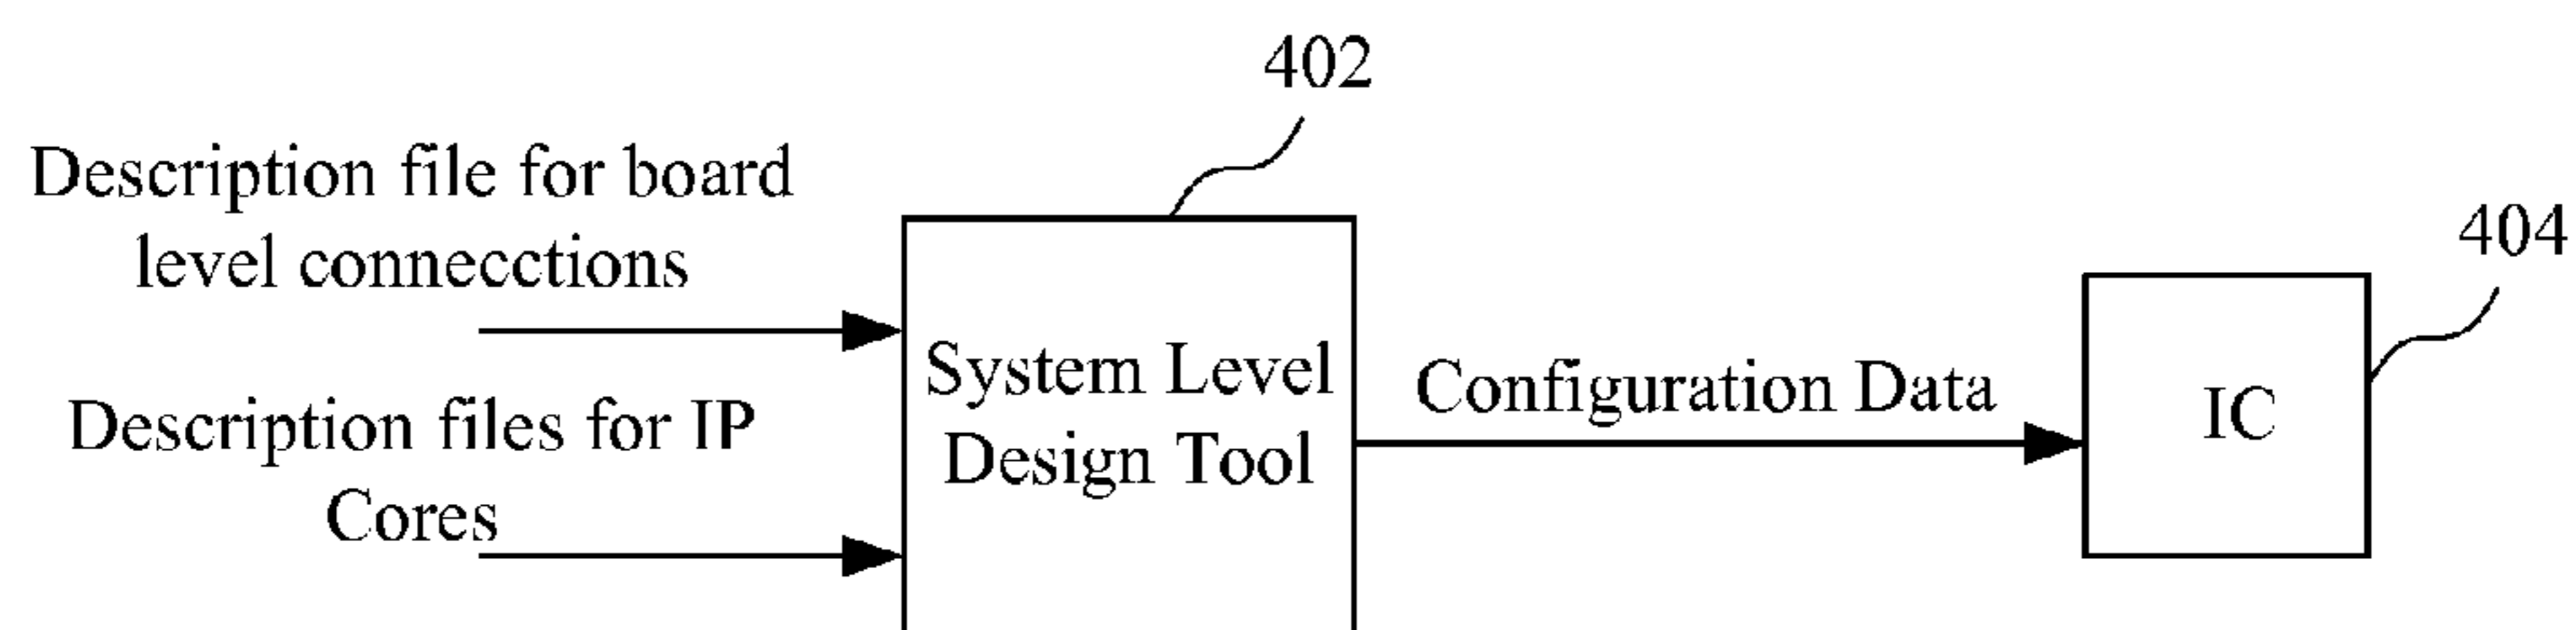 402
Description file for board
level connecctions
404
System Level
Design Tool
Configuration Data
IC
Description files for IP
Cores